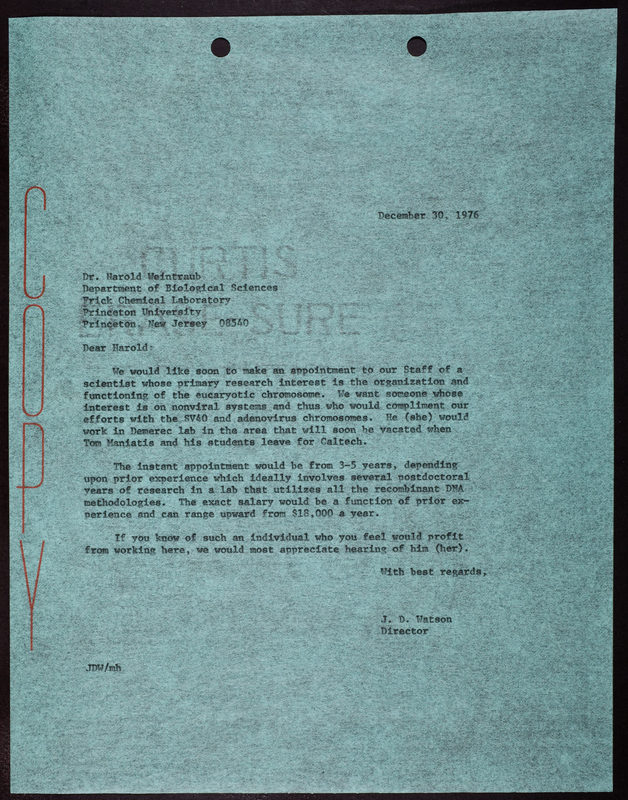 COPY
December 30, 1976
CURTIS
Dr. Harold Weintraub
Department of Biological Sciences
Frick Chemical Laboratory
Princeton University
SURE
Princeton, New Jersey 08540
Dear Harold:
We would like soon to make an appointment to our Staff of a
scientist whose primary research interest is the organization and
functioning of the eucaryotic chromosome. We want someone whose
interest is on nonviral systems and thus who would compliment our
efforts with the SV40 and adenovirus chromosomes. He (she) would
work in Demerec lab in the area that will soon be vacated when
Tom Maniatis and his students leave for Caltech.
The instant appointment would be from 3-5 years, depending
upon prior experience which ideally involves several postdoctoral
years of research in a lab that utilizes all the recombinant DNA
methodologies. The exact salary would be a function of prior ex-
perience and can range upward from $18,000 a year.
If you know of such an individual who you feel would profit
from working here, we would most appreciate hearing of him (her).
With best regards,
J. D. Watson
Director
JDW/mh